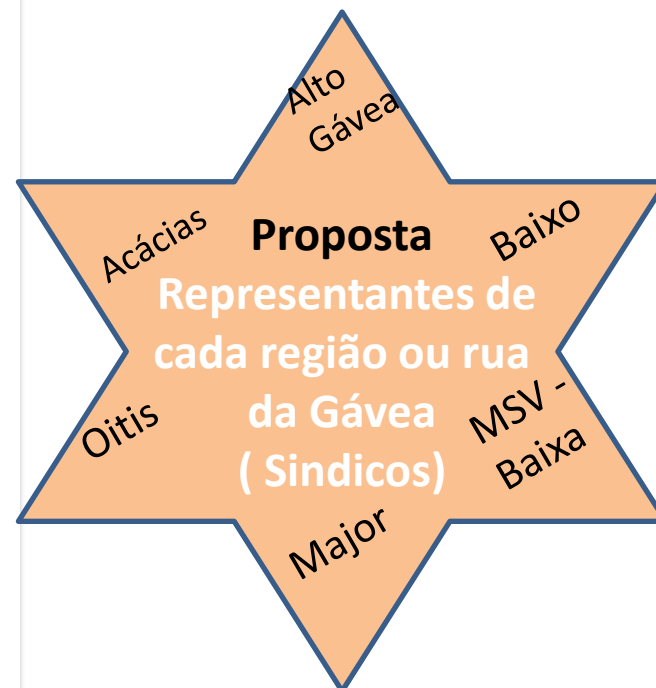 Alto
Gávea
Acácias
Proposta
Baixo
Representantes de
cada região ou rua
da Gávea
( Sindicos)
Oitis
MSV -
Baixa
Major